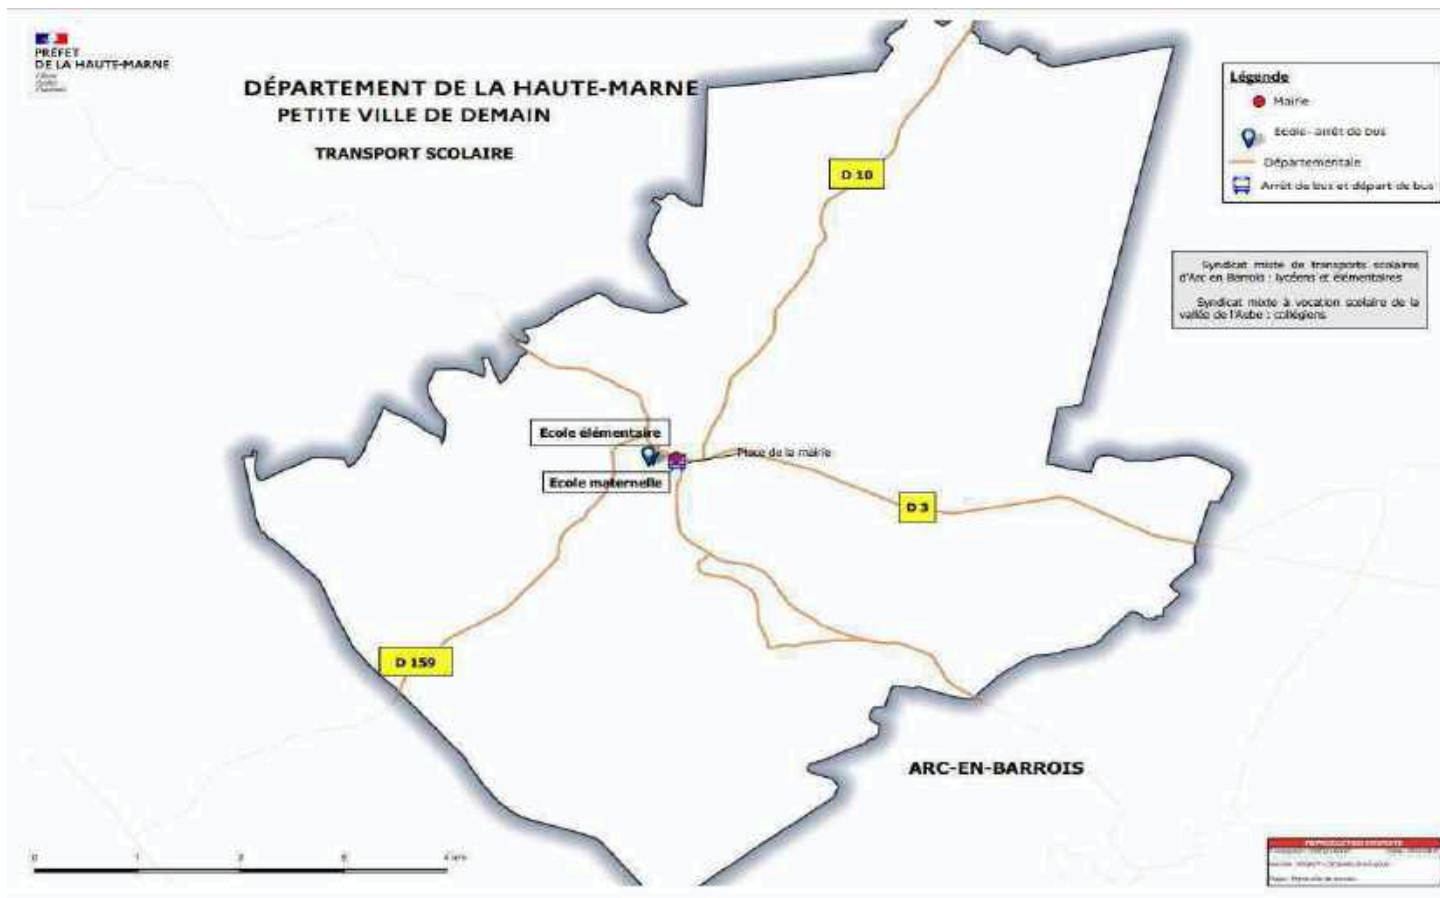 PRÉFET
DE LA HAUTE-MARNE
DÉPARTEMENT DE LA HAUTE-MARNE
PETITE VILLE DE DEMAIN
TRANSPORT SCOLAIRE
Légende
Mairie
Ecole - arrêt de bus
Départementale
Arrêt de bus et départ de bus
Syndicat mixte de transports scolaires
d'Arc en Barrois : lycéens et élémentaires
Syndicat mixte à vocation scolaire de la
vallée de l'Aube : collégiens
D 10
Ecole élémentaire
Place de la mairie
Ecole maternelle
D 3
D 159
ARC-EN-BARROIS
0 1 2 3 4 km
REPRODUCTION INTERDITE